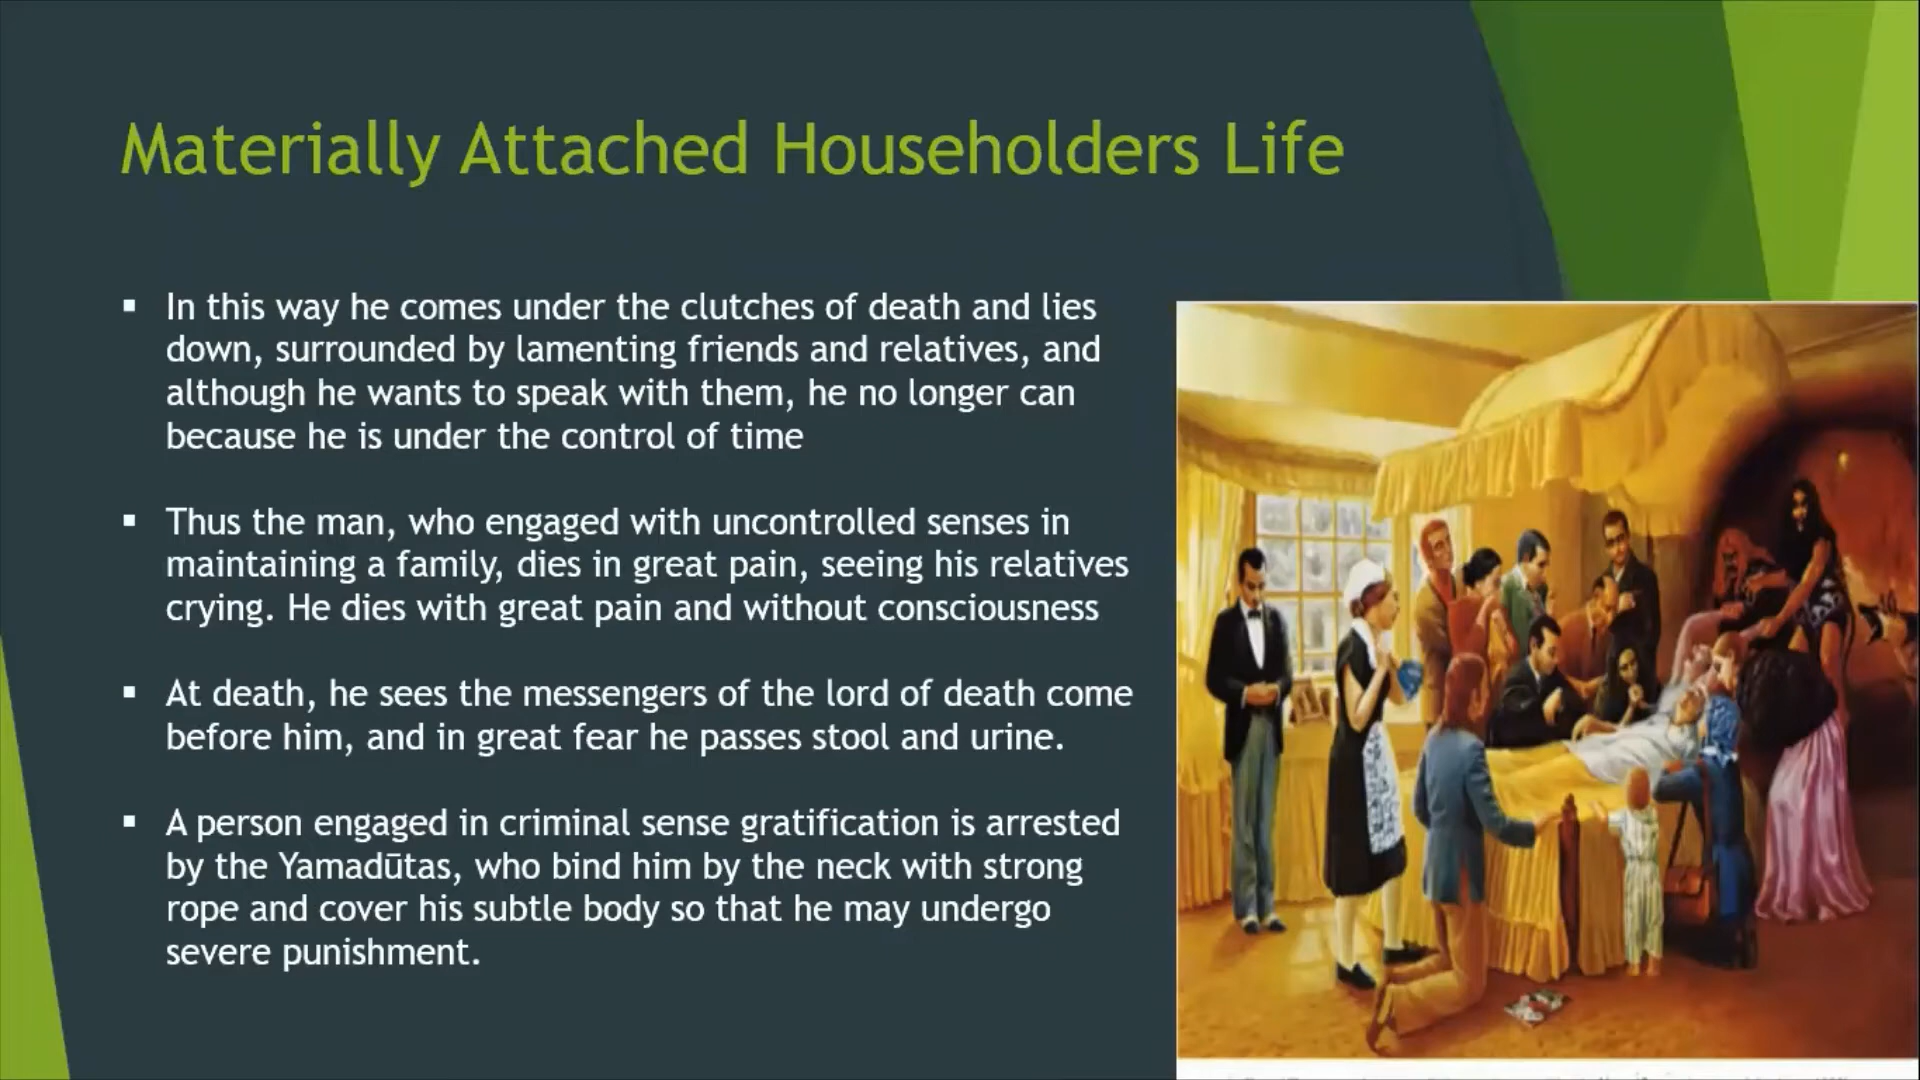 Materially Attached Householders Life
▪ In this way he comes under the clutches of death and lies
down, surrounded by lamenting friends and relatives, and
although he wants to speak with them, he no longer can
because he is under the control of time
▪ Thus the man, who engaged with uncontrolled senses in
maintaining a family, dies in great pain, seeing his relatives
crying. He dies with great pain and without consciousness
▪ At death, he sees the messengers of the lord of death come
before him, and in great fear he passes stool and urine.
▪ A person engaged in criminal sense gratification is arrested
by the Yamadūtas, who bind him by the neck with strong
rope and cover his subtle body so that he may undergo
severe punishment.